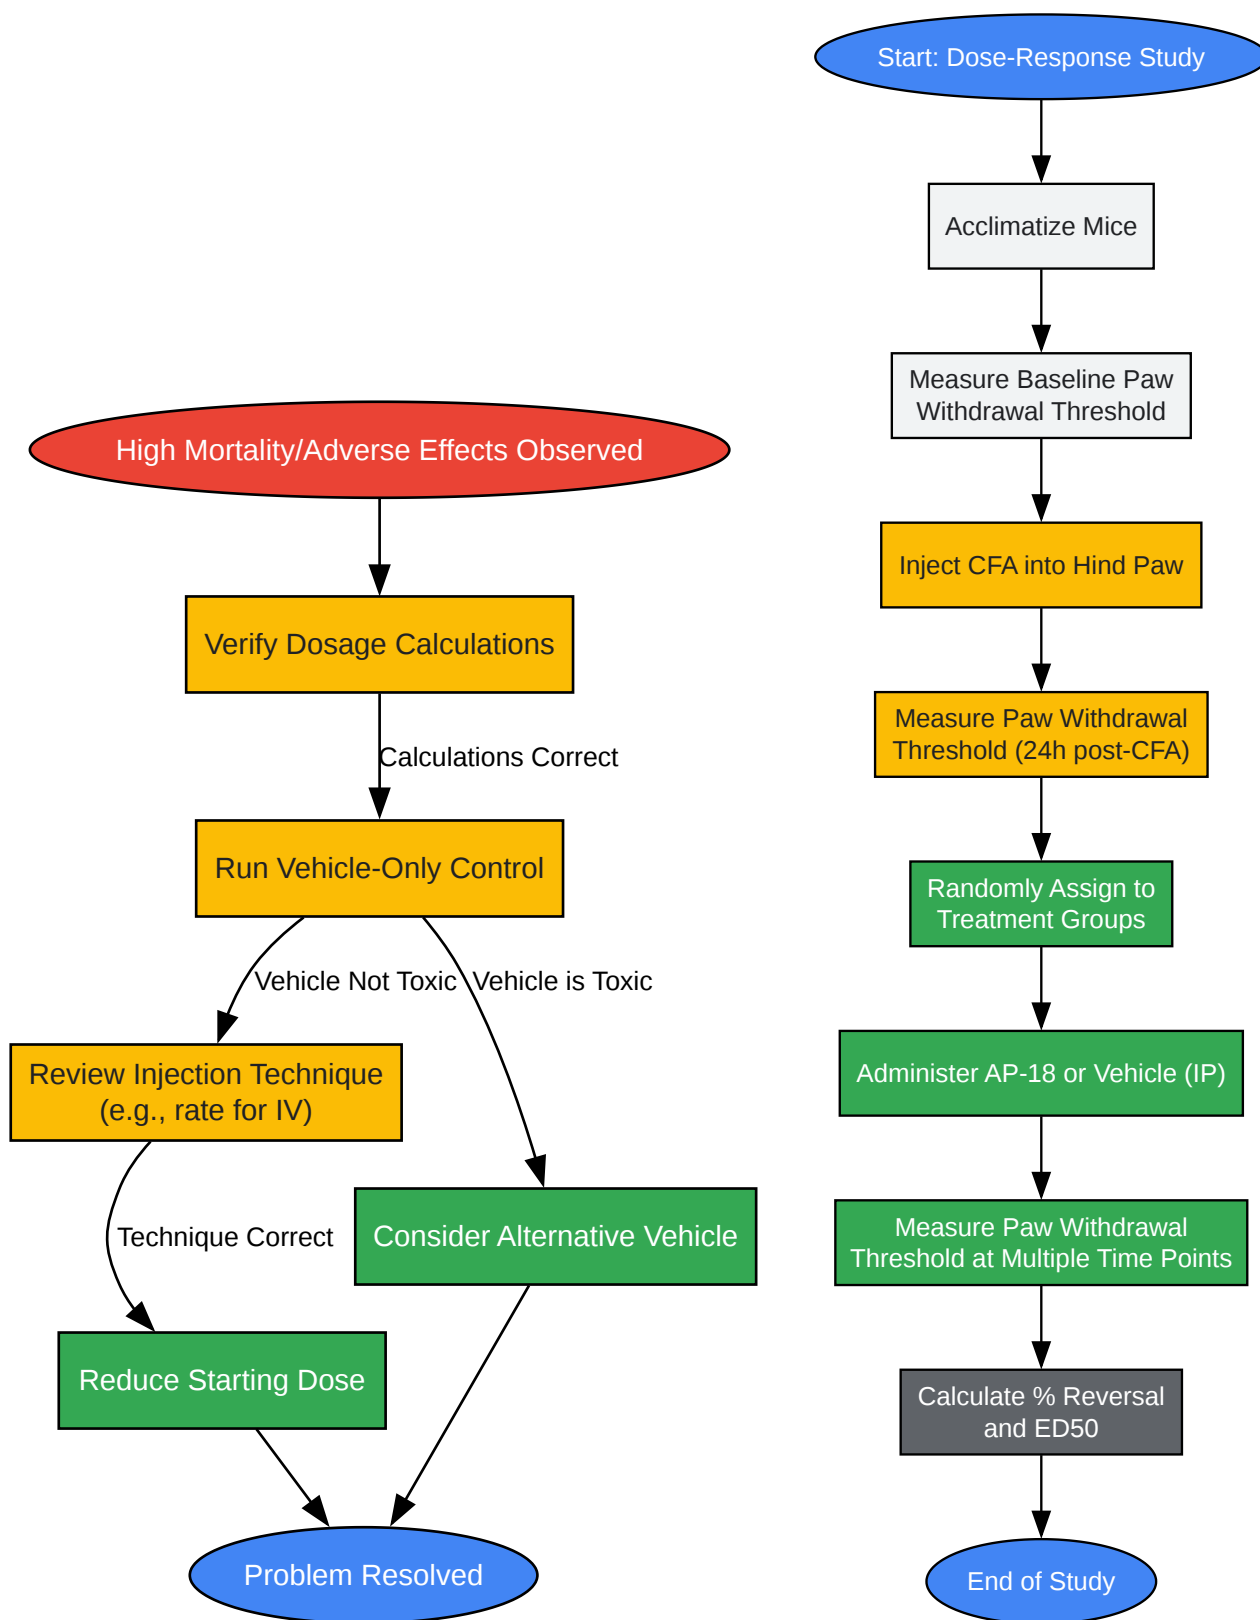 High Mortality/Adverse Effects Observed
Verify Dosage Calculations
Calculations Correct
Run Vehicle-Only Control
Vehicle Not Toxic
Vehicle is Toxic
Review Injection Technique
(e.g., rate for IV)
Technique Correct
Consider Alternative Vehicle
Reduce Starting Dose
Problem Resolved
Start: Dose-Response Study
Acclimatize Mice
Measure Baseline Paw
Withdrawal Threshold
Inject CFA into Hind Paw
Measure Paw Withdrawal
Threshold (24h post-CFA)
Randomly Assign to
Treatment Groups
Administer AP-18 or Vehicle (IP)
Measure Paw Withdrawal
Threshold at Multiple Time Points
Calculate % Reversal
and ED50
End of Study